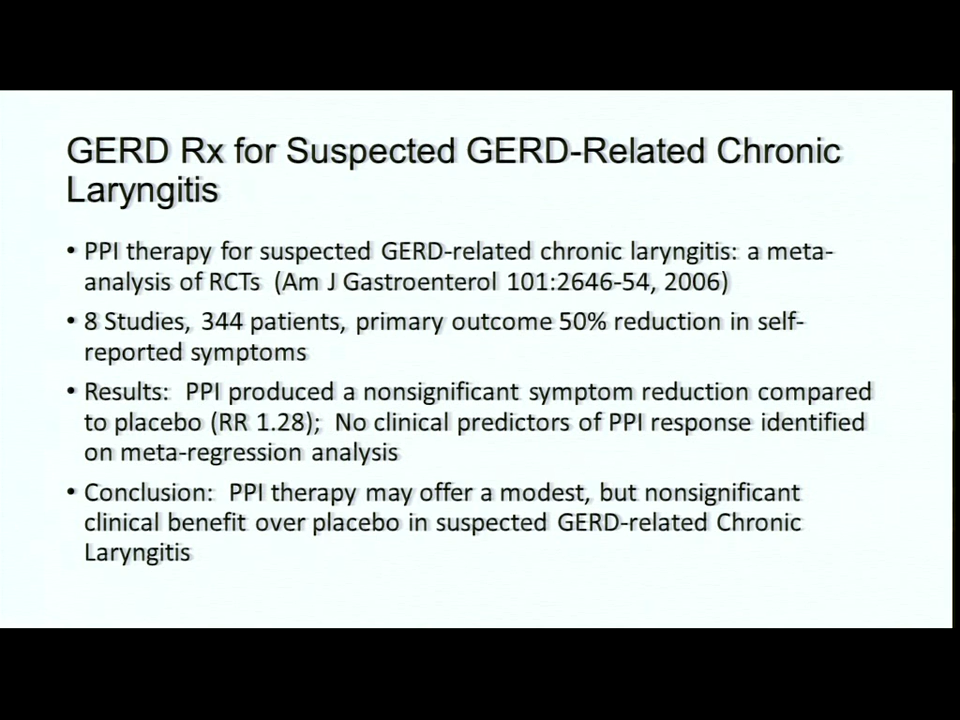 GERD Rx for Suspected GERD-Related Chronic
Laryngitis
• PPI therapy for suspected GERD-related chronic laryngitis: a meta-
analysis of RCTs (Am J Gastroenterol 101:2646-54, 2006)
• 8 Studies, 344 patients, primary outcome 50% reduction in self-
reported symptoms
• Results: PPI produced a nonsignificant symptom reduction compared
to placebo (RR 1.28); No clinical predictors of PPI response identified
on meta-regression analysis
• Conclusion: PPI therapy may offer a modest, but nonsignificant
clinical benefit over placebo in suspected GERD-related Chronic
Laryngitis